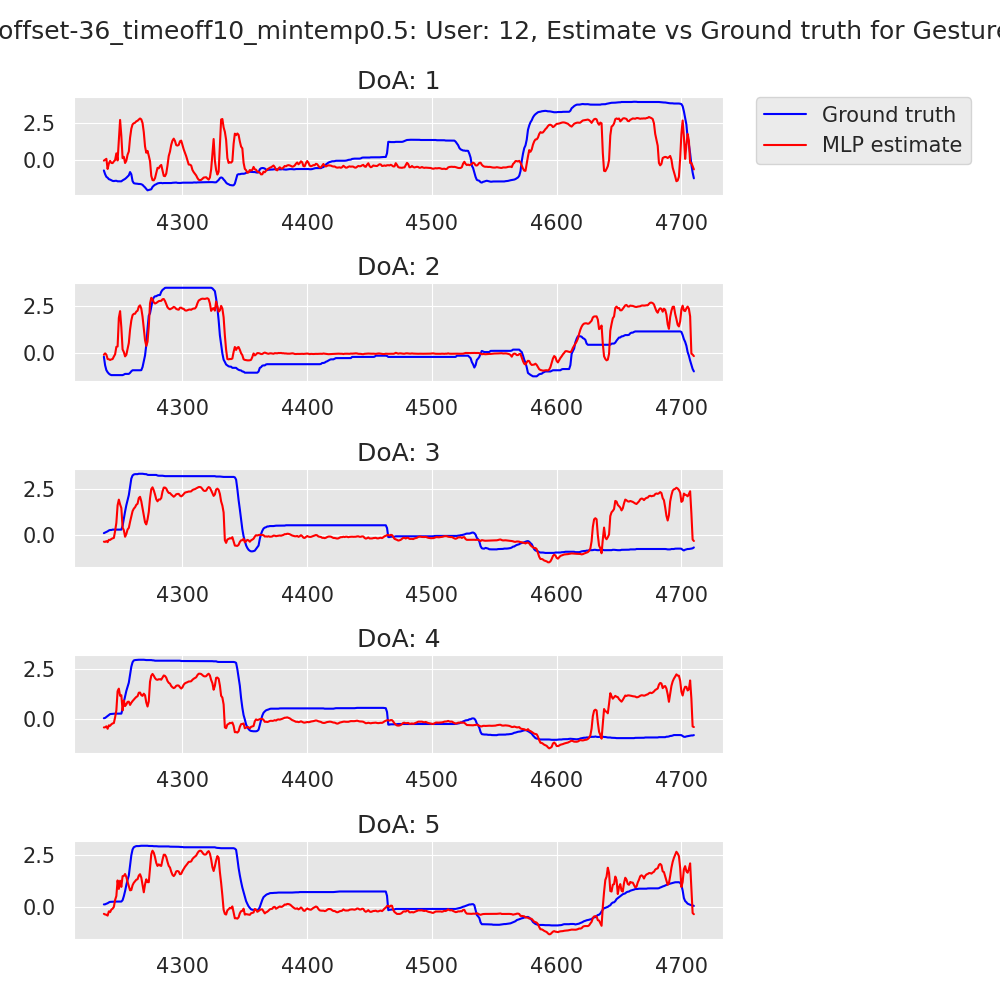 offset-36_timeoff10_mintemp0.5: User: 12, Estimate vs Ground truth for Gesture
DoA: 1
2.5
0.0
4300 4400 4500 4600 4700
Ground truth
MLP estimate
DoA: 2
2.5
0.0
4300 4400 4500 4600 4700
DoA: 3
2.5
0.0
4300 4400 4500 4600 4700
DoA: 4
2.5
0.0
4300 4400 4500 4600 4700
DoA: 5
2.5
0.0
4300 4400 4500 4600 4700